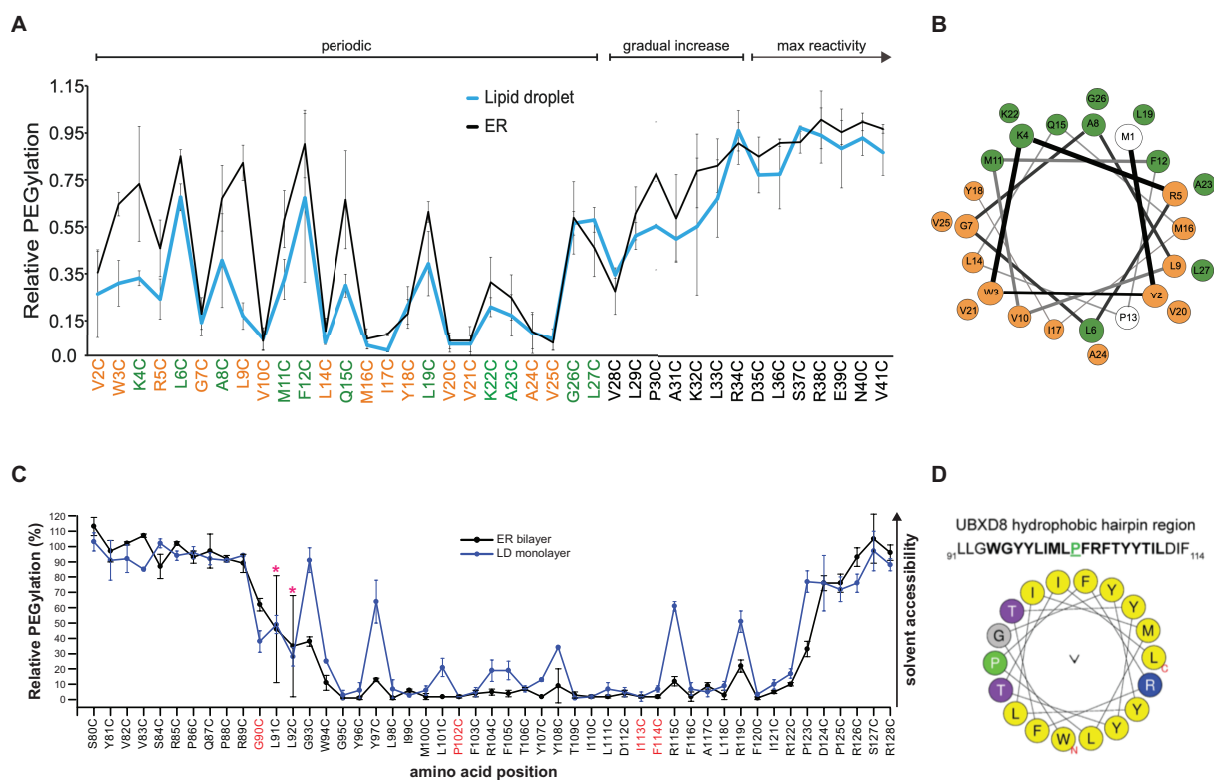 A
B
periodic
gradual increase
max reactivity
Relative PEGylation
1.15
0.95
0.75
0.55
0.35
0.15
0.0
Lipid droplet
ER
V2C W3C K4C R5C L6C G7C A8C L9C V10C M11C F12C L14C Q15C M16C I17C Y18C L19C V20C V21C K22C A23C A24C V25C G26C L27C V28C L29C P30C A31C K32C L33C R34C D35C L36C S37C R38C E39C N40C V41C
G26
K22
L19
Q15
A8
M1
K4
M11
F12
Y18
A23
R5
V25
G7
M16
L14
L9
L27
W3
V2
V21
V10
P13
V20
I17
L6
A24
C
D
Relative PEGylation (%)
120
110
100
90
80
70
60
50
40
30
20
10
0
ER bilayer
LD monolayer
* *
solvent accessibility
S80C Y81C V82C V83C S84C R85C P86C Q87C P88C R89C G90C L91C L92C G93C W94C G95C Y96C Y97C L98C I99C M100C L101C P102C F103C R104C F105C T106C Y107C Y108C T109C I110C L111C D112C I113C F114C R115C F116C A117C L118C R119C F120C I121C R122C P123C D124C P125C R126C S127C R128C
amino acid position
UBXD8 hydrophobic hairpin region
91LLGWGYYLIMLPFRFTYYTILDIF114
I I F Y
T Y
G M
P L C
T R
L Y
F W N L Y